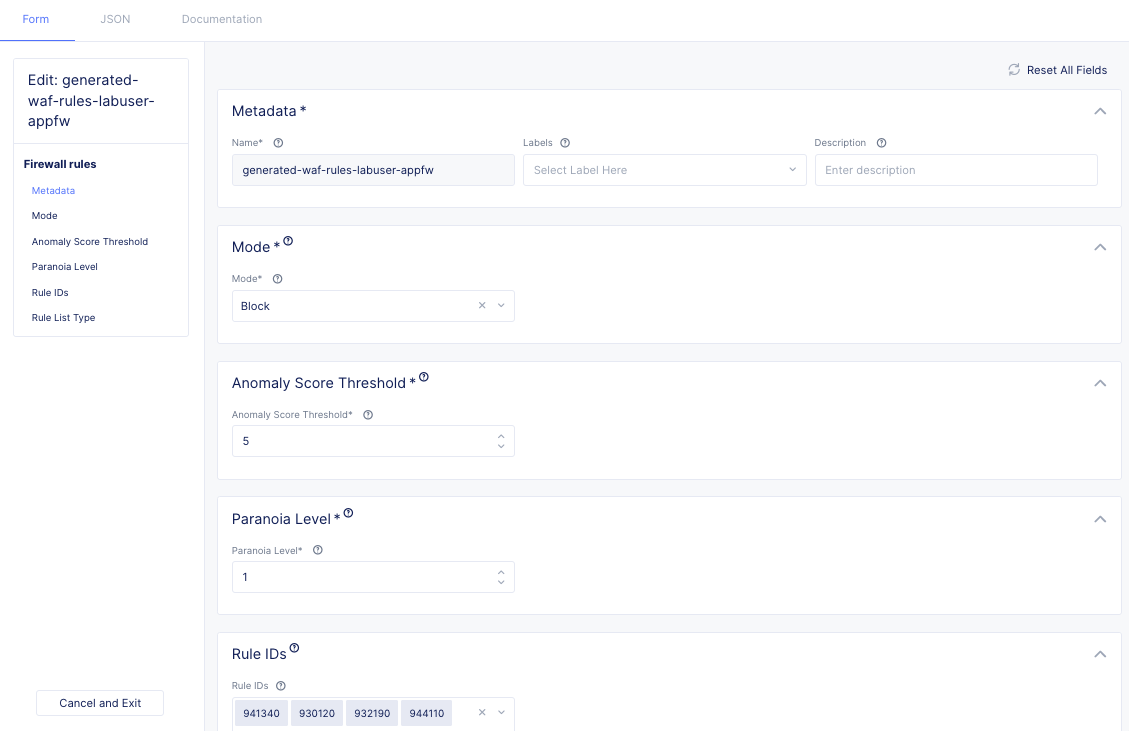 Form JSON Documentation
Edit: generated-
waf-rules-labuser-
appfw
Firewall rules
Metadata
Mode
Anomaly Score Threshold
Paranoia Level
Rule IDs
Rule List Type
Cancel and Exit
Reset All Fields
Metadata *
Name* Labels Description
generated-waf-rules-labuser-appfw Select Label Here Enter description
Mode *
Mode*
Block
Anomaly Score Threshold *
Anomaly Score Threshold*
5
Paranoia Level *
Paranoia Level*
1
Rule IDs
Rule IDs
941340 930120 932190 944110